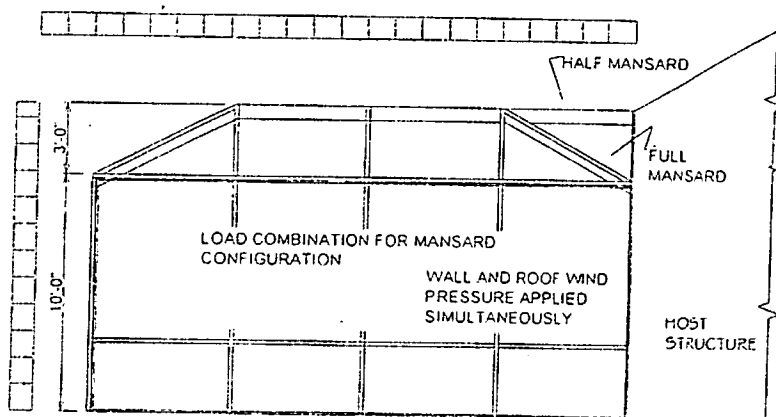 HALF MANSARD
3'-0"
FULL
MANSARD
LOAD COMBINATION FOR MANSARD
CONFIGURATION
WALL AND ROOF WIND
PRESSURE APPLIED
SIMULTANEOUSLY
10'-0"
HOST
STRUCTURE